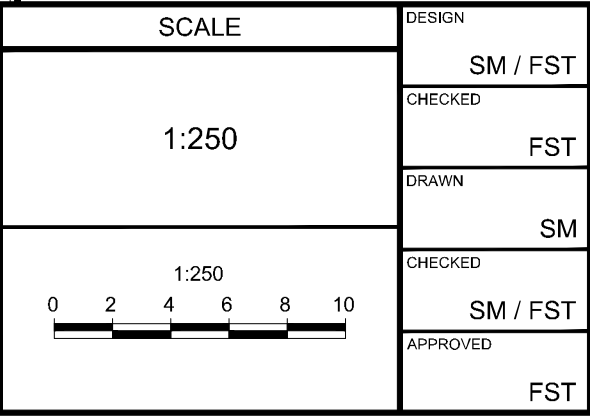 SCALE
1:250
1:250
0 2 4 6 8 10
DESIGN
SM / FST
CHECKED
FST
DRAWN
SM
CHECKED
SM / FST
APPROVED
FST